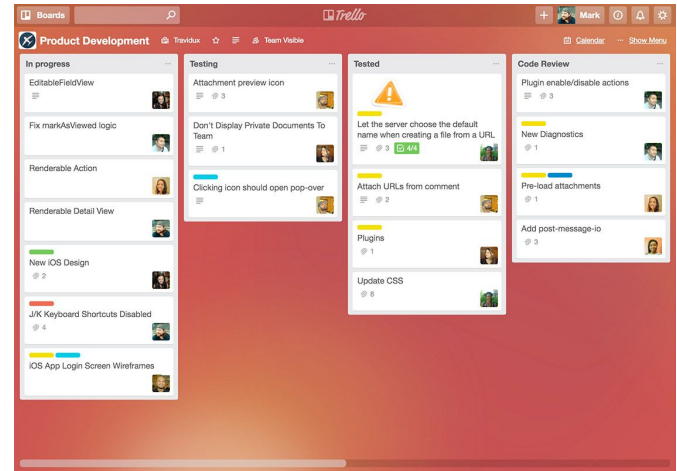 Boards
Trello
Mark
Product Development
Travidux
Team Visible
Calendar
Show Menu
In progress
EditableFieldView
Fix markAsViewed logic
Renderable Action
Renderable Detail View
New iOS Design
2
J/K Keyboard Shortcuts Disabled
4
iOS App Login Screen Wireframes
Testing
Attachment preview icon
3
Don't Display Private Documents To
Team
1
Clicking icon should open pop-over
Tested
Let the server choose the default
name when creating a file from a URL
3 4/4
Attach URLs from comment
2
Plugins
1
Update CSS
6
Code Review
Plugin enable/disable actions
3
New Diagnostics
1
Pre-load attachments
1
Add post-message-io
3